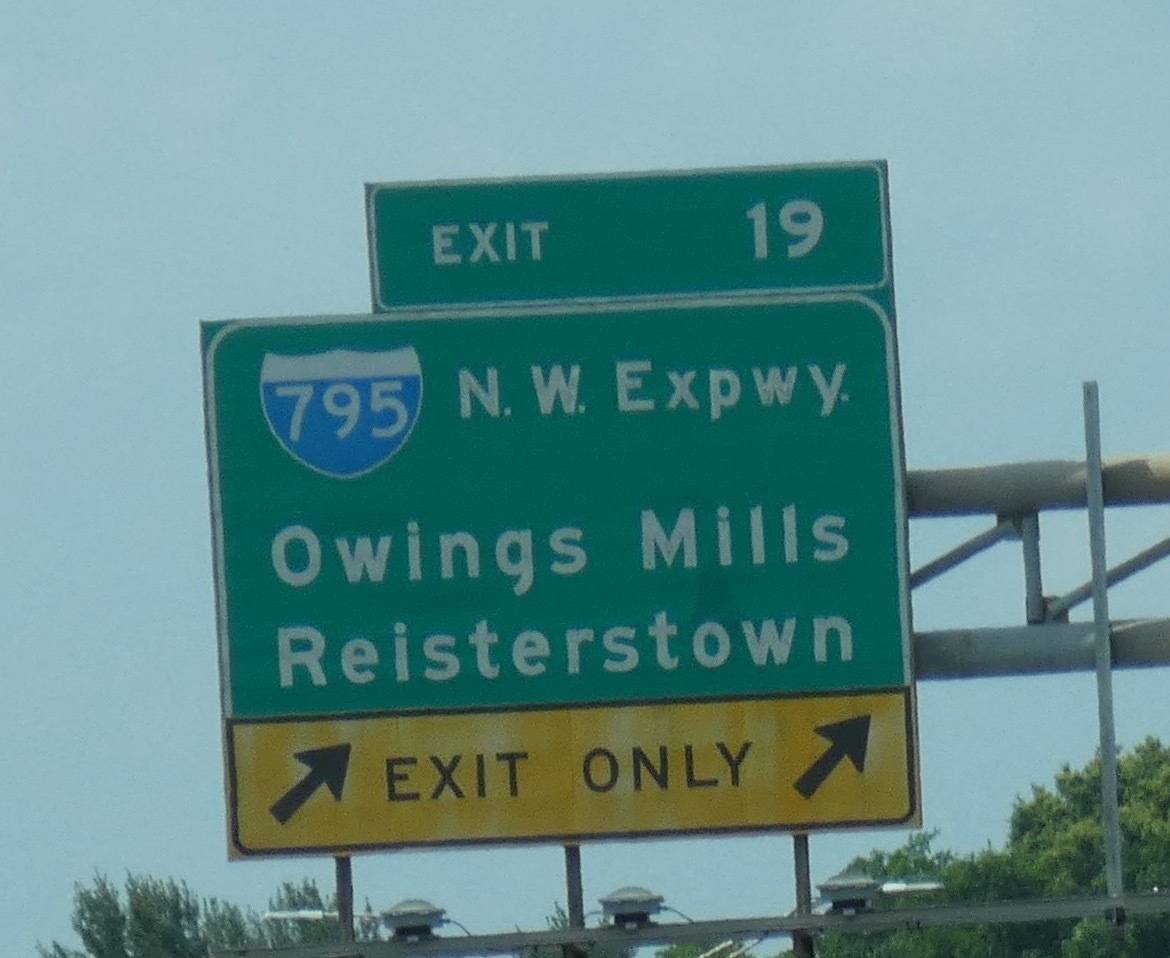 EXIT 19
795 N. W. Expwy.
Owings Mills
Reisterstown
EXIT ONLY